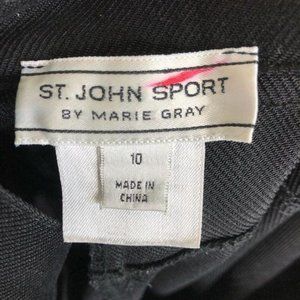 ST. JOHN SPORT
BY MARIE GRAY
10
MADE IN
CHINA